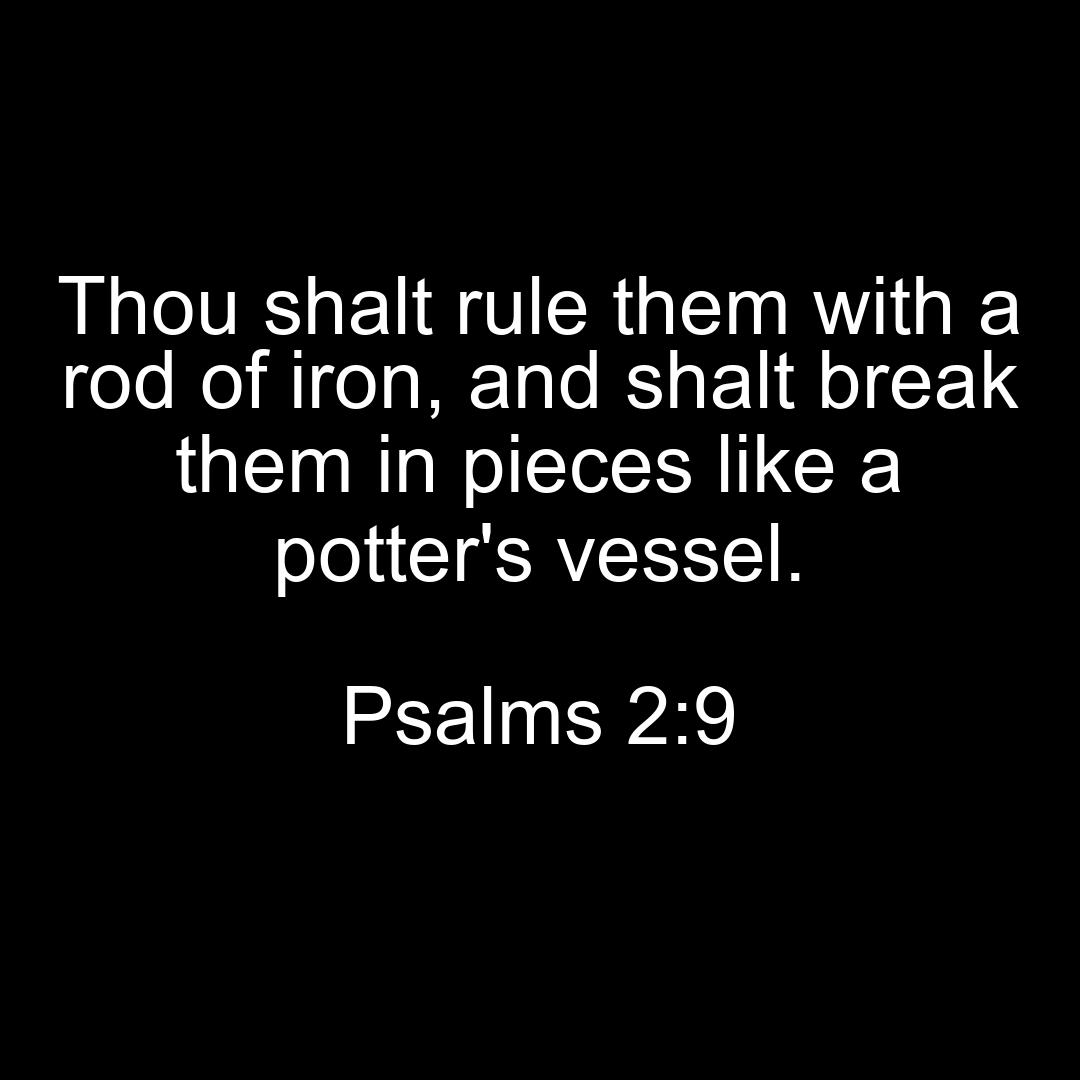 Thou shalt rule them with a
rod of iron, and shalt break
them in pieces like a
potter's vessel.
Psalms 2:9